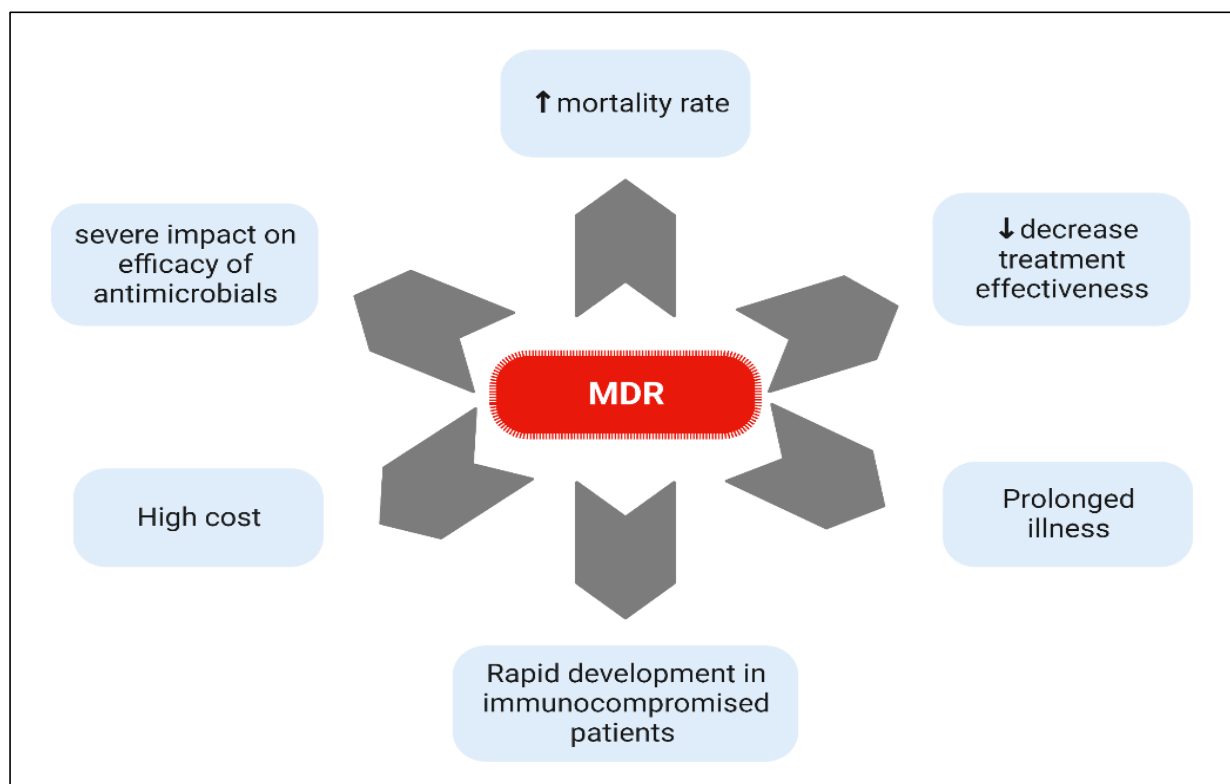 ↑ mortality rate
severe impact on
efficacy of
antimicrobials
↓ decrease
treatment
effectiveness
MDR
High cost
Prolonged
illness
Rapid development in
immunocompromised
patients